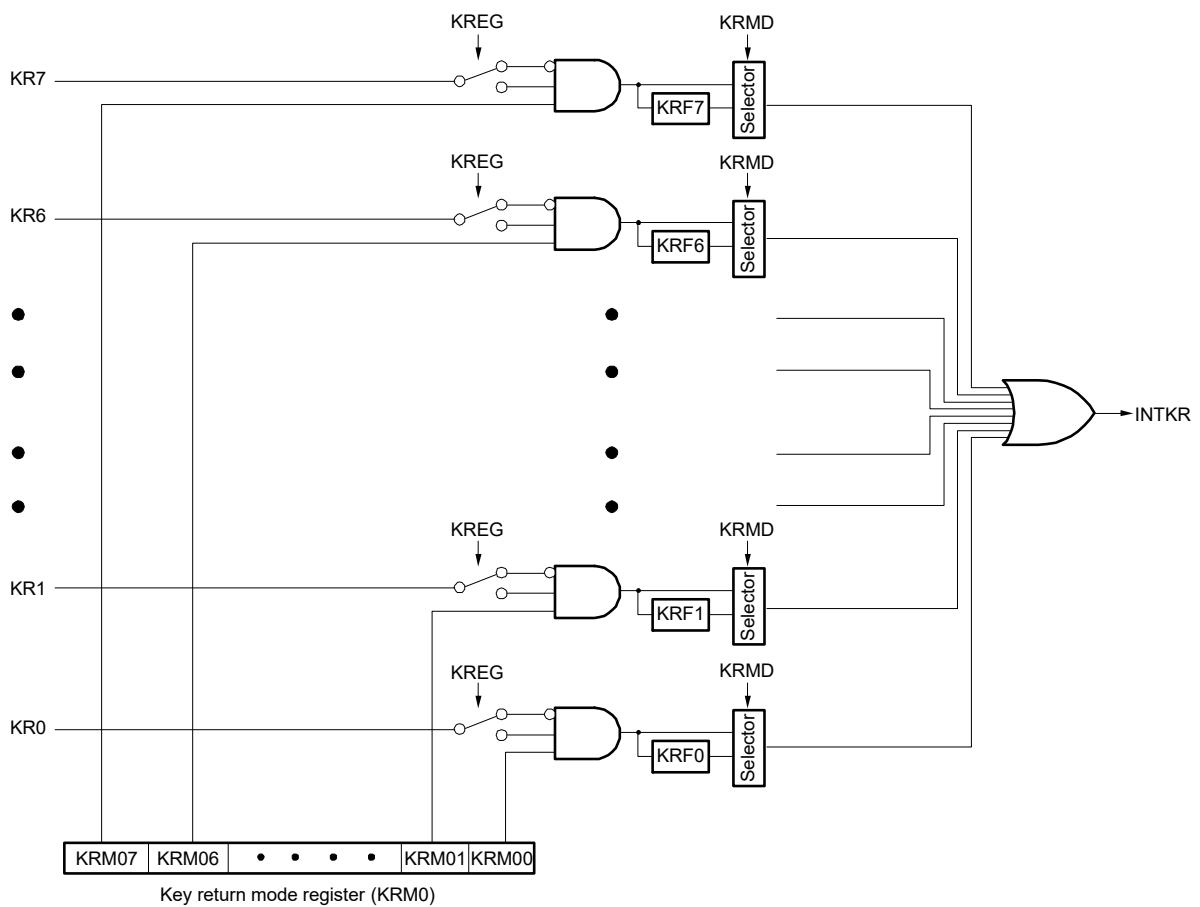 KREG
KRMD
KR7
KRF7
Selector
KREG
KRMD
KR6
KRF6
Selector
INTKR
KREG
KRMD
KR1
KRF1
Selector
KREG
KRMD
KR0
KRF0
Selector
KRM07 KRM06 KRM01 KRM00
Key return mode register (KRM0)